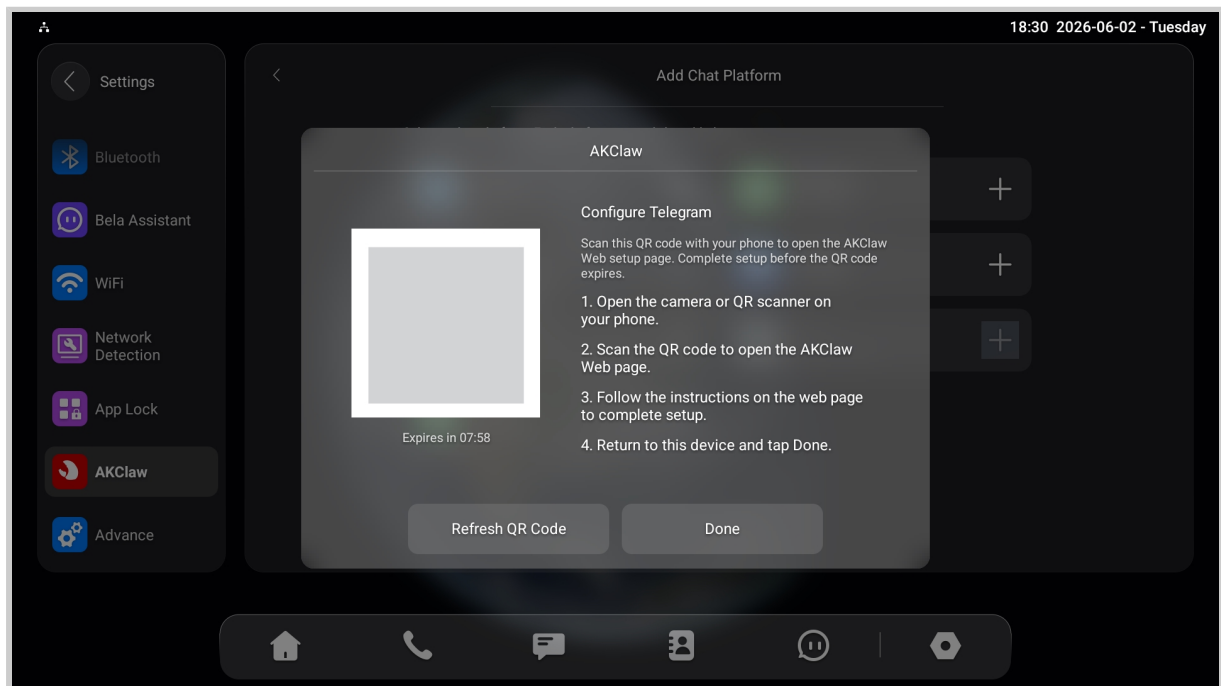 18:30 2026-06-02 - Tuesday
Settings
Add Chat Platform
Bluetooth
Bela Assistant
WiFi
Network
Detection
App Lock
AKClaw
Advance
AKClaw
Configure Telegram
Scan this QR code with your phone to open the AKClaw
Web setup page. Complete setup before the QR code
expires.
1. Open the camera or QR scanner on
your phone.
2. Scan the QR code to open the AKClaw
Web page.
3. Follow the instructions on the web page
to complete setup.
4. Return to this device and tap Done.
Expires in 07:58
Refresh QR Code
Done